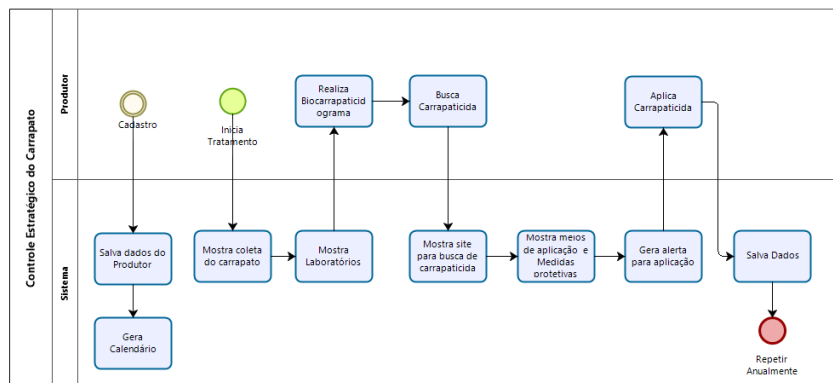 Controle Estratégico do Carrapato
Produtor
Cadastro
Inicia
Tratamento
Realiza
Biocarrapaticid
ograma
Busca
Carrapaticida
Aplica
Carrapaticida
Sistema
Salva dados do
Produtor
Gera
Calendário
Mostra coleta
do carrapato
Mostra
Laboratórios
Mostra site
para busca de
carrapaticida
Mostra meios
de aplicação e
Medidas
protetivas
Gera alerta
para aplicação
Salva Dados
Repetir
Anualmente